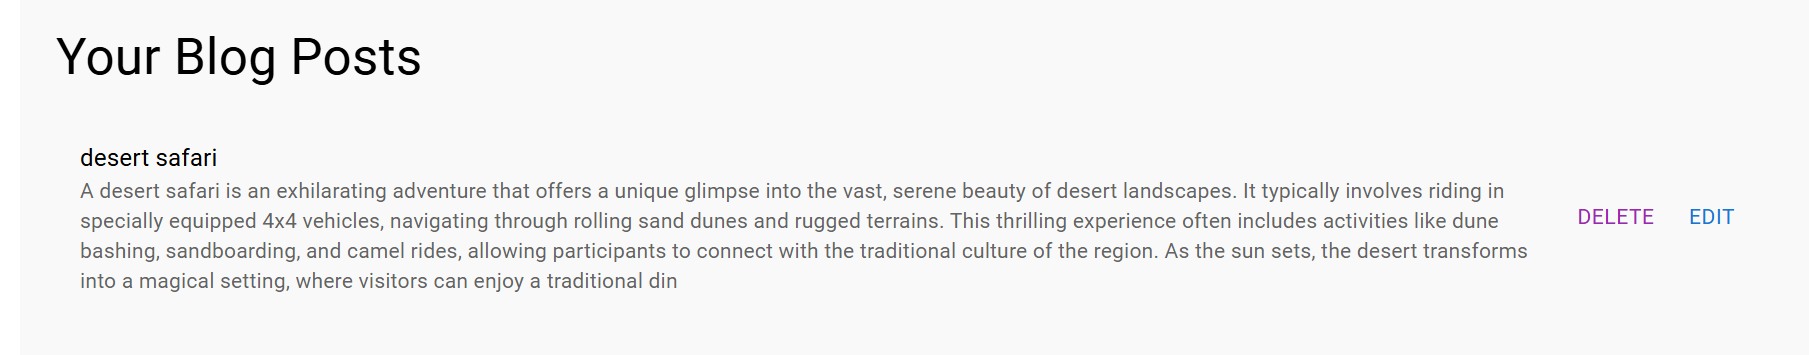 Your Blog Posts
desert safari
A desert safari is an exhilarating adventure that offers a unique glimpse into the vast, serene beauty of desert landscapes. It typically involves riding in
specially equipped 4x4 vehicles, navigating through rolling sand dunes and rugged terrains. This thrilling experience often includes activities like dune
bashing, sandboarding, and camel rides, allowing participants to connect with the traditional culture of the region. As the sun sets, the desert transforms
into a magical setting, where visitors can enjoy a traditional din
DELETE EDIT